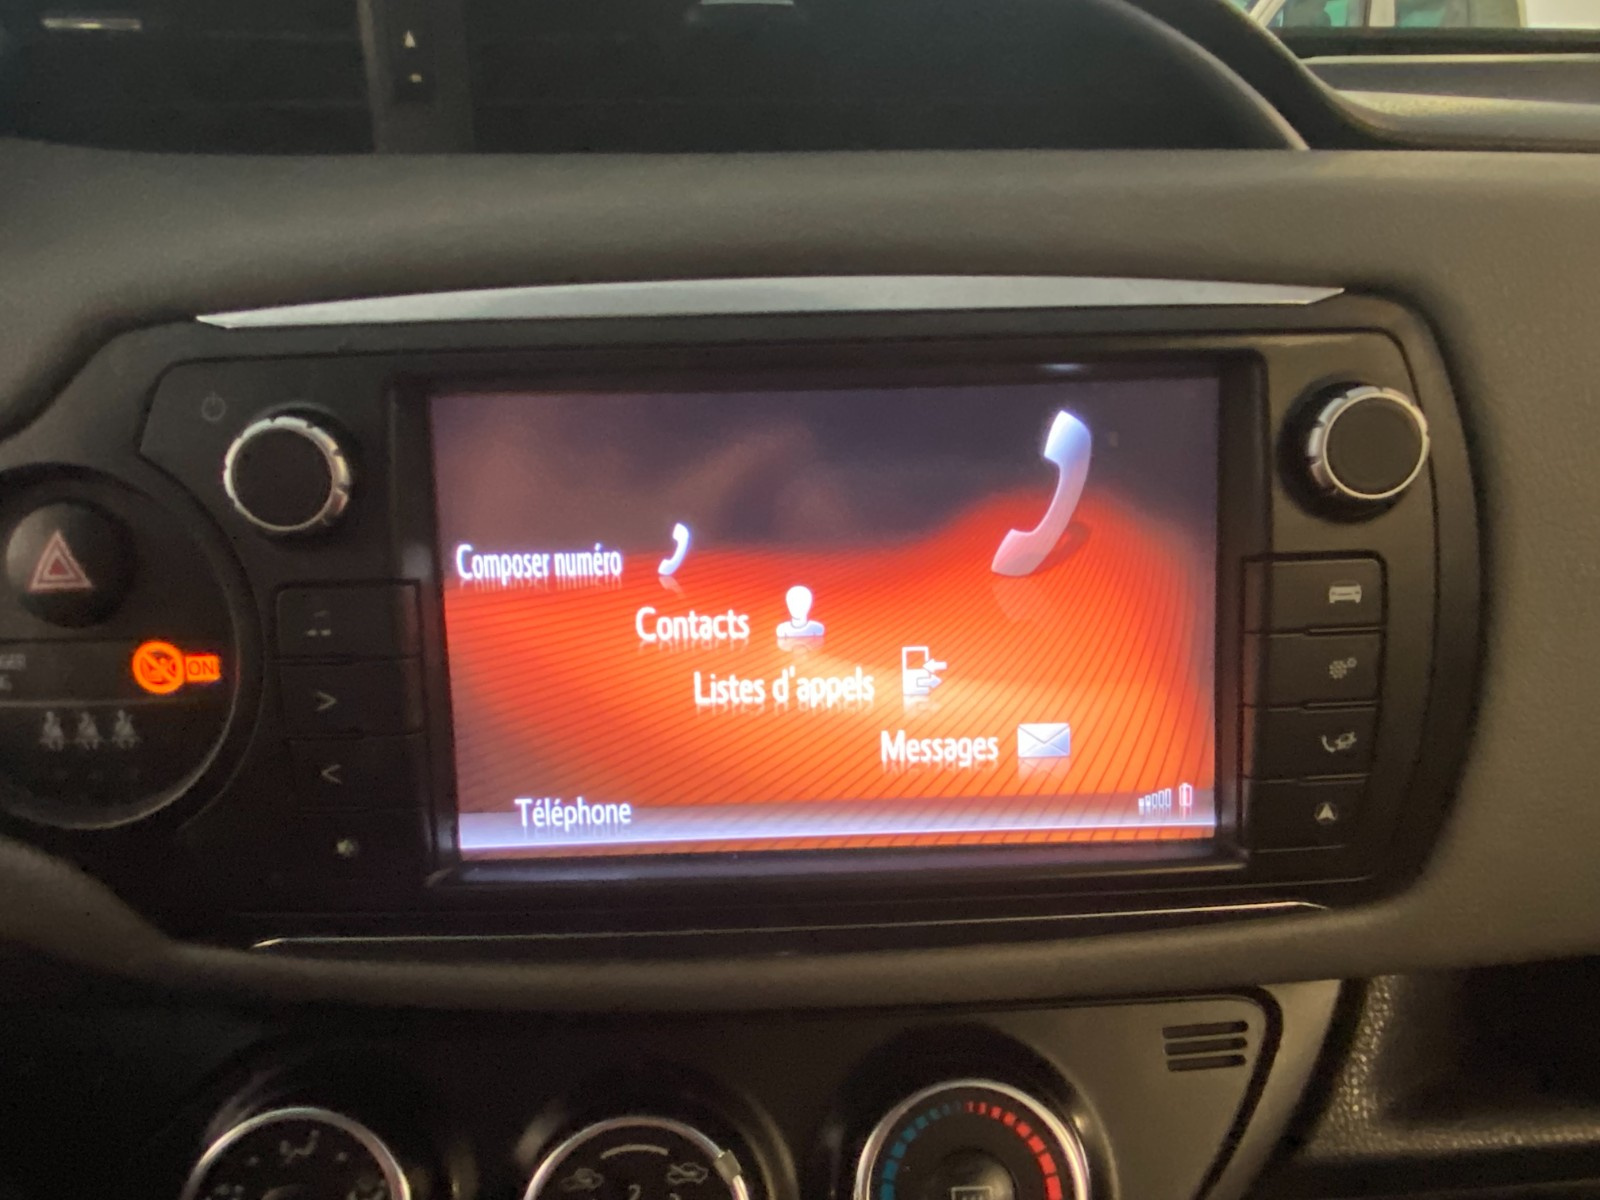 Composer numéro
Contacts
Listes d'appels
Messages
Téléphone
ON
>
<